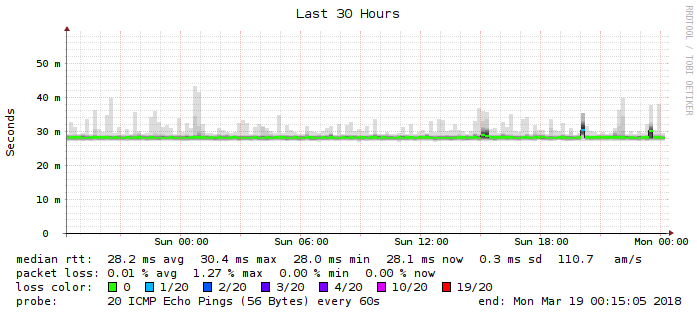 Last 30 Hours
RRDTOOL / TOBI OETIKER
Seconds
50 m
40 m
30 m
20 m
10 m
0
Sun 00:00 Sun 06:00 Sun 12:00 Sun 18:00 Mon 00:00
median rtt: 28.2 ms avg 30.4 ms max 28.0 ms min 28.1 ms now 0.3 ms sd 110.7 am/s
packet loss: 0.01 % avg 1.27 % max 0.00 % min 0.00 % now
loss color: 0 1/20 2/20 3/20 4/20 10/20 19/20
probe: 20 ICMP Echo Pings (56 Bytes) every 60s end: Mon Mar 19 00:15:05 2018